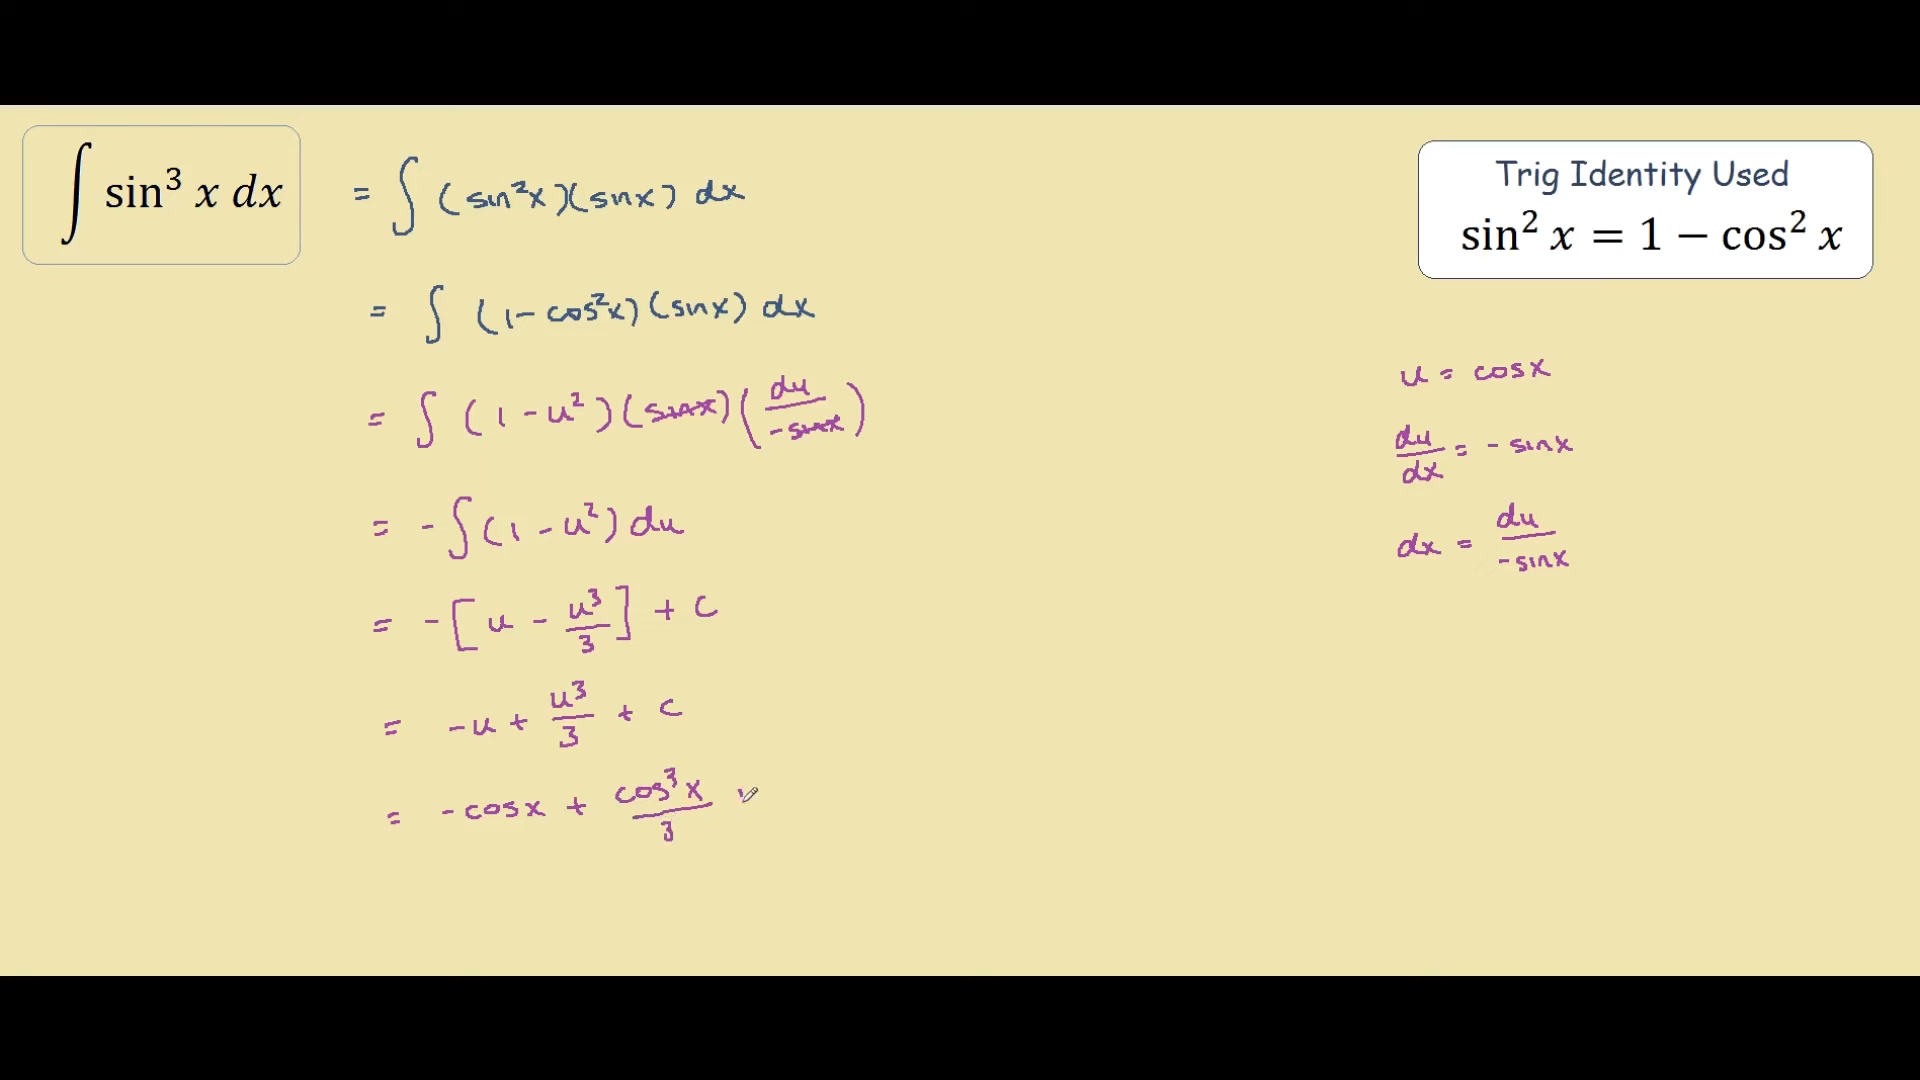 ∫ sin³ x dx = ∫ (sin²x)(sinx) dx
= ∫ (1 - cos²x)(sinx) dx
= ∫ (1 - u²)(sinx)(du/-sinx)
= - ∫ (1 - u²) du
= - [u - u³/3] + c
= -u + u³/3 + c
= -cosx + cos³x/3
Trig Identity Used
sin² x = 1 − cos² x
u = cosx
du/dx = - sinx
dx = du/-sinx